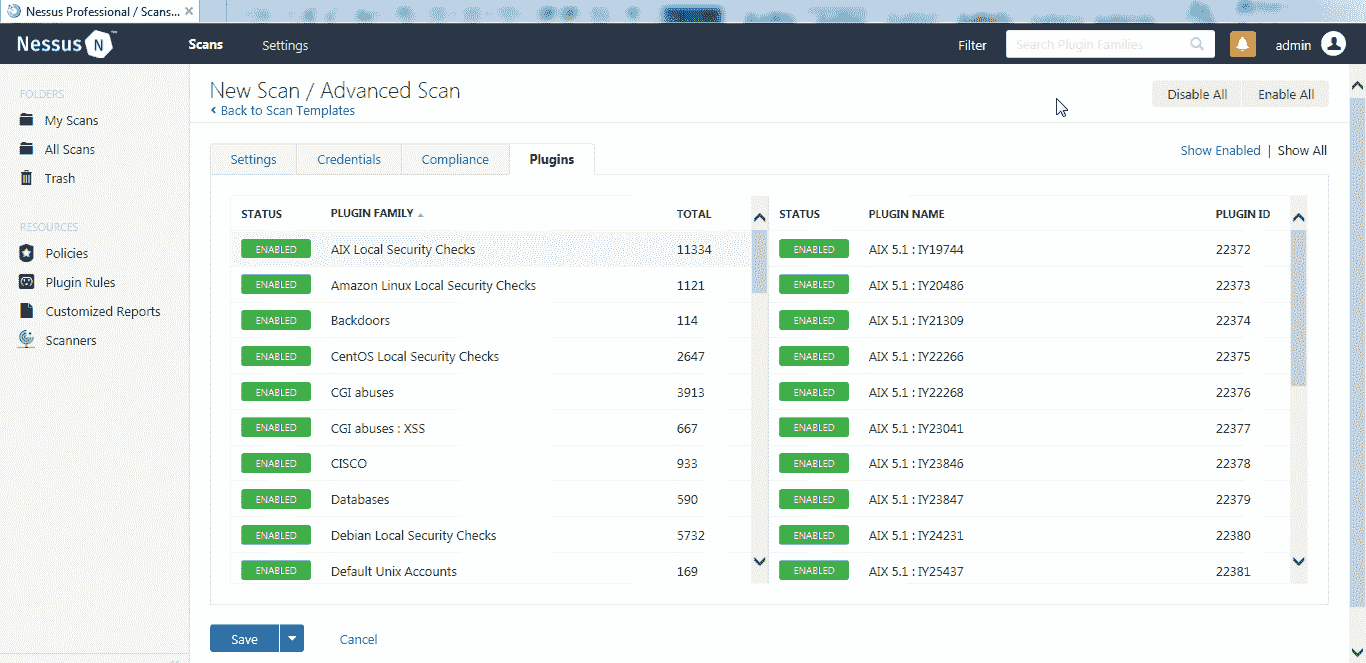 Nessus Professional / Scans...
Nessus N ™ Scans Settings Filter Search Plugin Families admin
FOLDERS
My Scans
All Scans
Trash
RESOURCES
Policies
Plugin Rules
Customized Reports
Scanners
New Scan / Advanced Scan
Back to Scan Templates
Disable All Enable All
Settings Credentials Compliance Plugins
Show Enabled | Show All
STATUS PLUGIN FAMILY TOTAL STATUS PLUGIN NAME PLUGIN ID
ENABLED AIX Local Security Checks 11334 ENABLED AIX 5.1 : IY19744 22372
ENABLED Amazon Linux Local Security Checks 1121 ENABLED AIX 5.1 : IY20486 22373
ENABLED Backdoors 114 ENABLED AIX 5.1 : IY21309 22374
ENABLED CentOS Local Security Checks 2647 ENABLED AIX 5.1 : IY22266 22375
ENABLED CGI abuses 3913 ENABLED AIX 5.1 : IY22268 22376
ENABLED CGI abuses : XSS 667 ENABLED AIX 5.1 : IY23041 22377
ENABLED CISCO 933 ENABLED AIX 5.1 : IY23846 22378
ENABLED Databases 590 ENABLED AIX 5.1 : IY23847 22379
ENABLED Debian Local Security Checks 5732 ENABLED AIX 5.1 : IY24231 22380
ENABLED Default Unix Accounts 169 ENABLED AIX 5.1 : IY25437 22381
Save Cancel